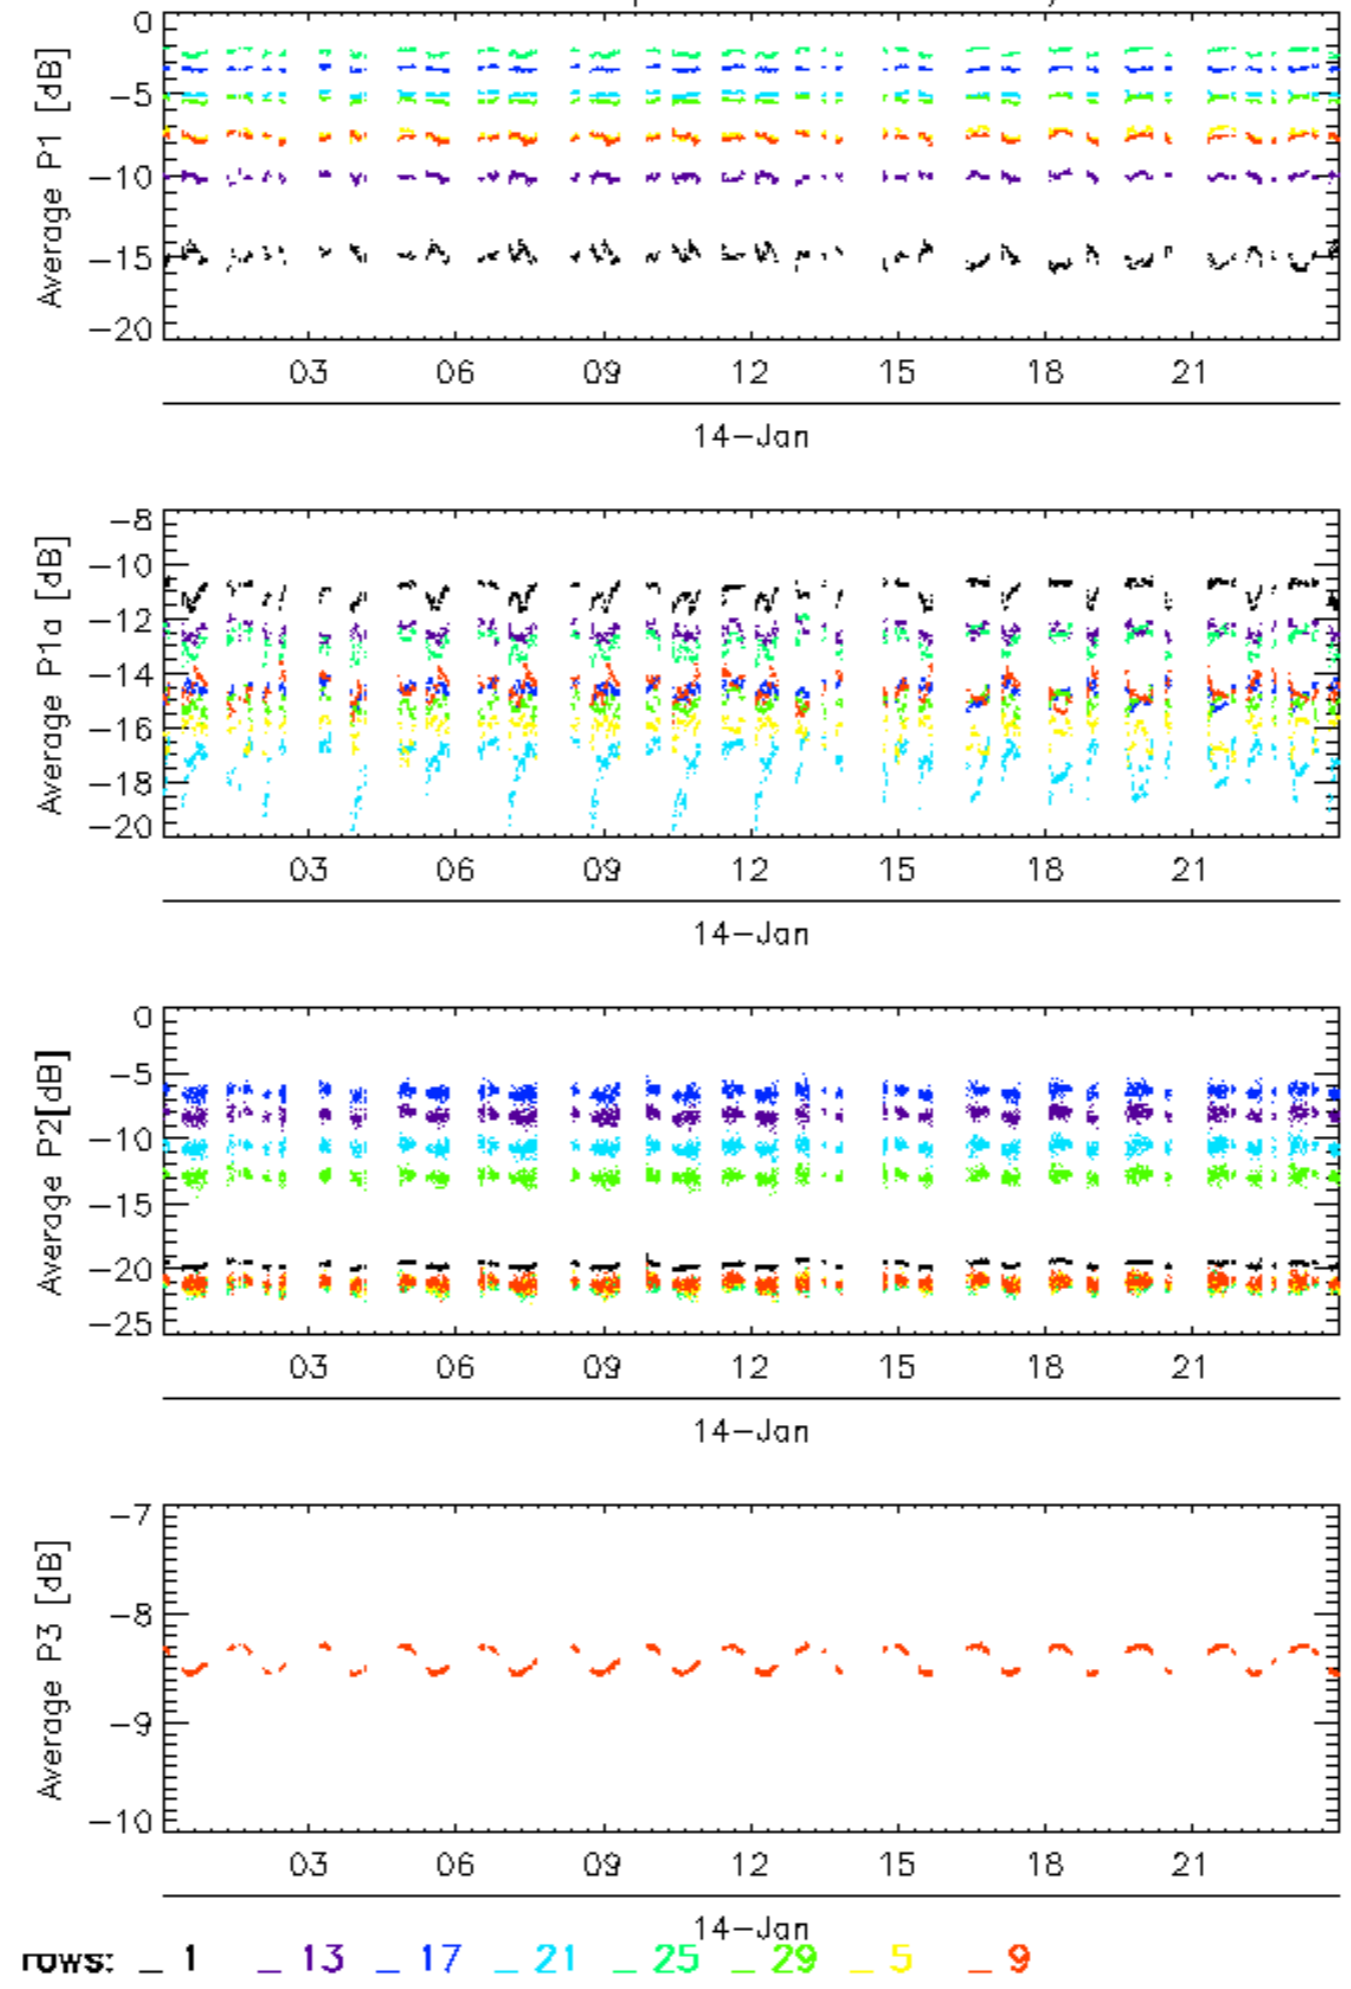 0
−5
−10
−15
−20
Average P1 [dB]
03 06 09 12 15 18 21
14−Jan
−8
−10
−12
−14
−16
−18
−20
Average P1a [dB]
03 06 09 12 15 18 21
14−Jan
0
−5
−10
−15
−20
−25
Average P2[dB]
03 06 09 12 15 18 21
14−Jan
−7
−8
−9
−10
Average P3 [dB]
03 06 09 12 15 18 21
14−Jan
rows: _ 1 _ 13 _ 17 _ 21 _ 25 _ 29 _ 5 _ 9